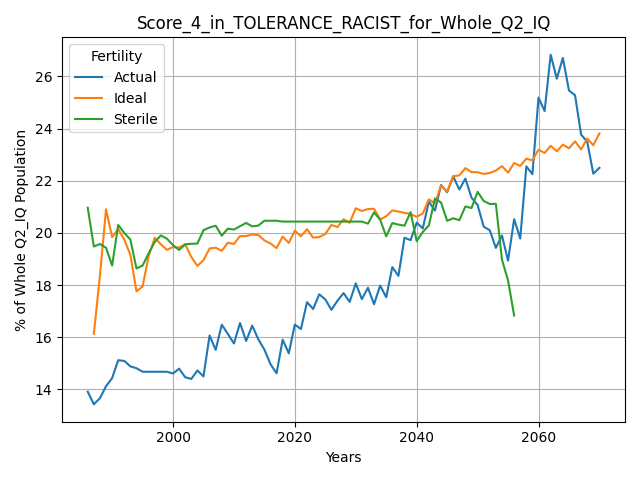 Score_4_in_TOLERANCE_RACIST_for_Whole_Q2_IQ
Fertility
Actual
Ideal
Sterile
% of Whole Q2_IQ Population
26
24
22
20
18
16
14
2000
2020
2040
2060
Years